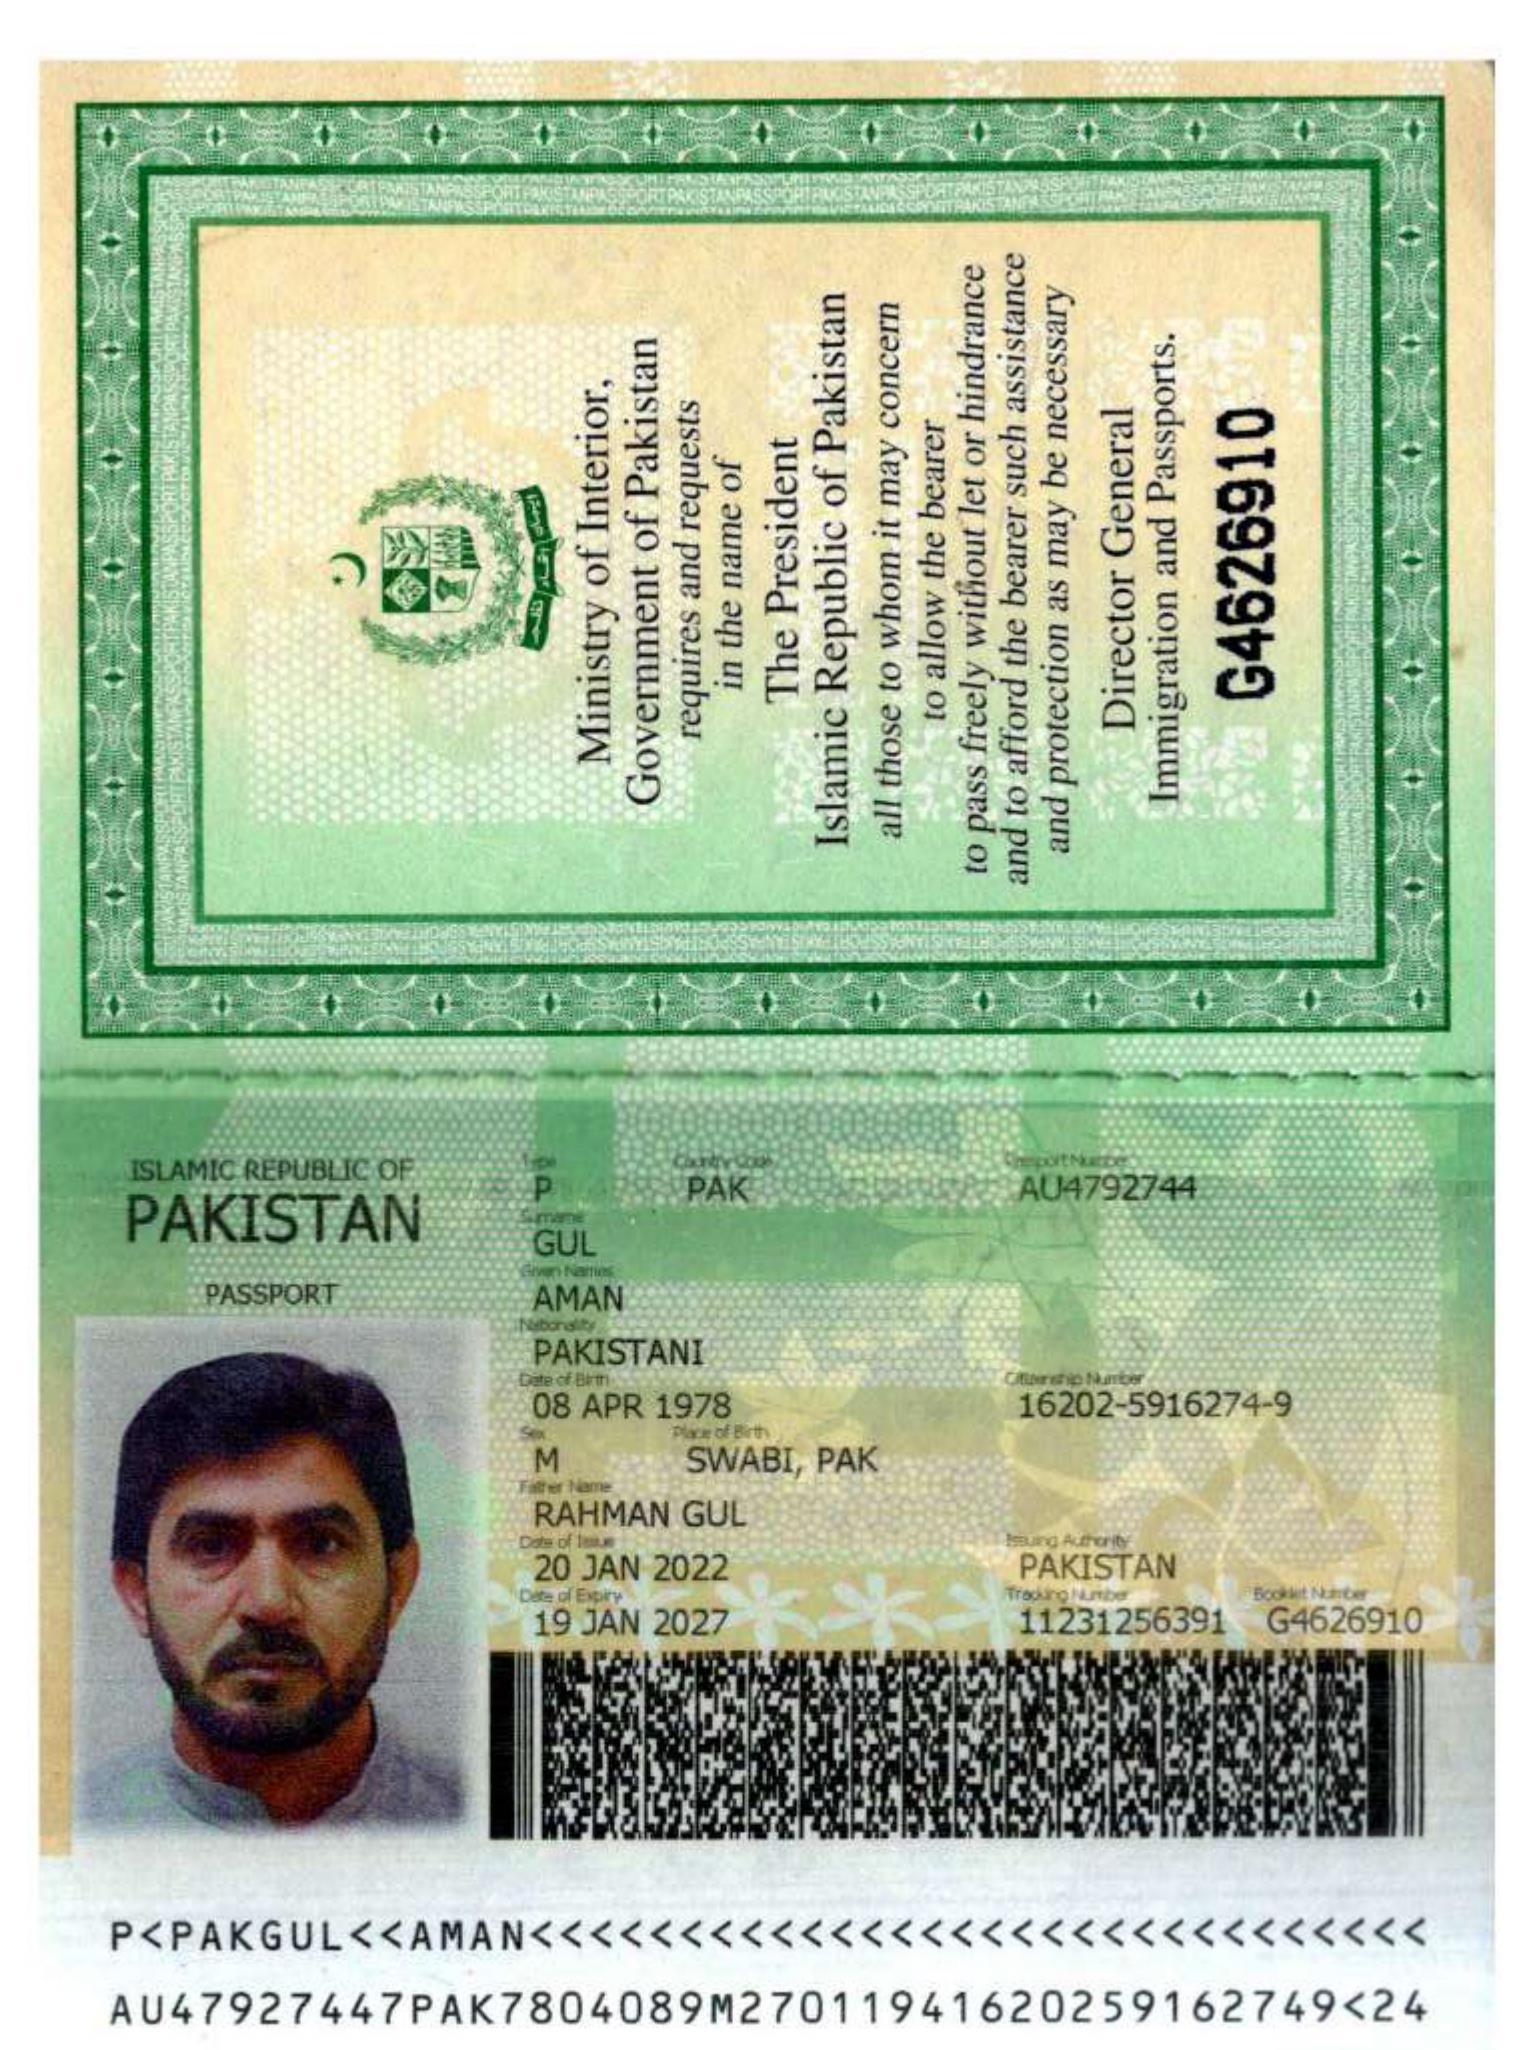 Ministry of Interior,
Government of Pakistan
requires and requests
in the name of
The President
Islamic Republic of Pakistan
all those to whom it may concern
to allow the bearer
to pass freely without let or hindrance
and to afford the bearer such assistance
and protection as may be necessary
Director General
Immigration and Passports.
G4626910
ISLAMIC REPUBLIC OF
PAKISTAN
PASSPORT
Type Country Code Passport Number
P PAK AU4792744
Surname
GUL
Given Names
AMAN
Nationality
PAKISTANI
Date of Birth Citizenship Number
08 APR 1978 16202-5916274-9
Sex Place of Birth
M SWABI, PAK
Father Name
RAHMAN GUL
Date of Issue Issuing Authority
20 JAN 2022 PAKISTAN
Date of Expiry Tracking Number Booklet Number
19 JAN 2027 11231256391 G4626910
P<PAKGUL<<AMAN<<<<<<<<<<<<<<<<<<<<<<<<<<<<<<
AU47927447PAK7804089M27011941620259162749<24